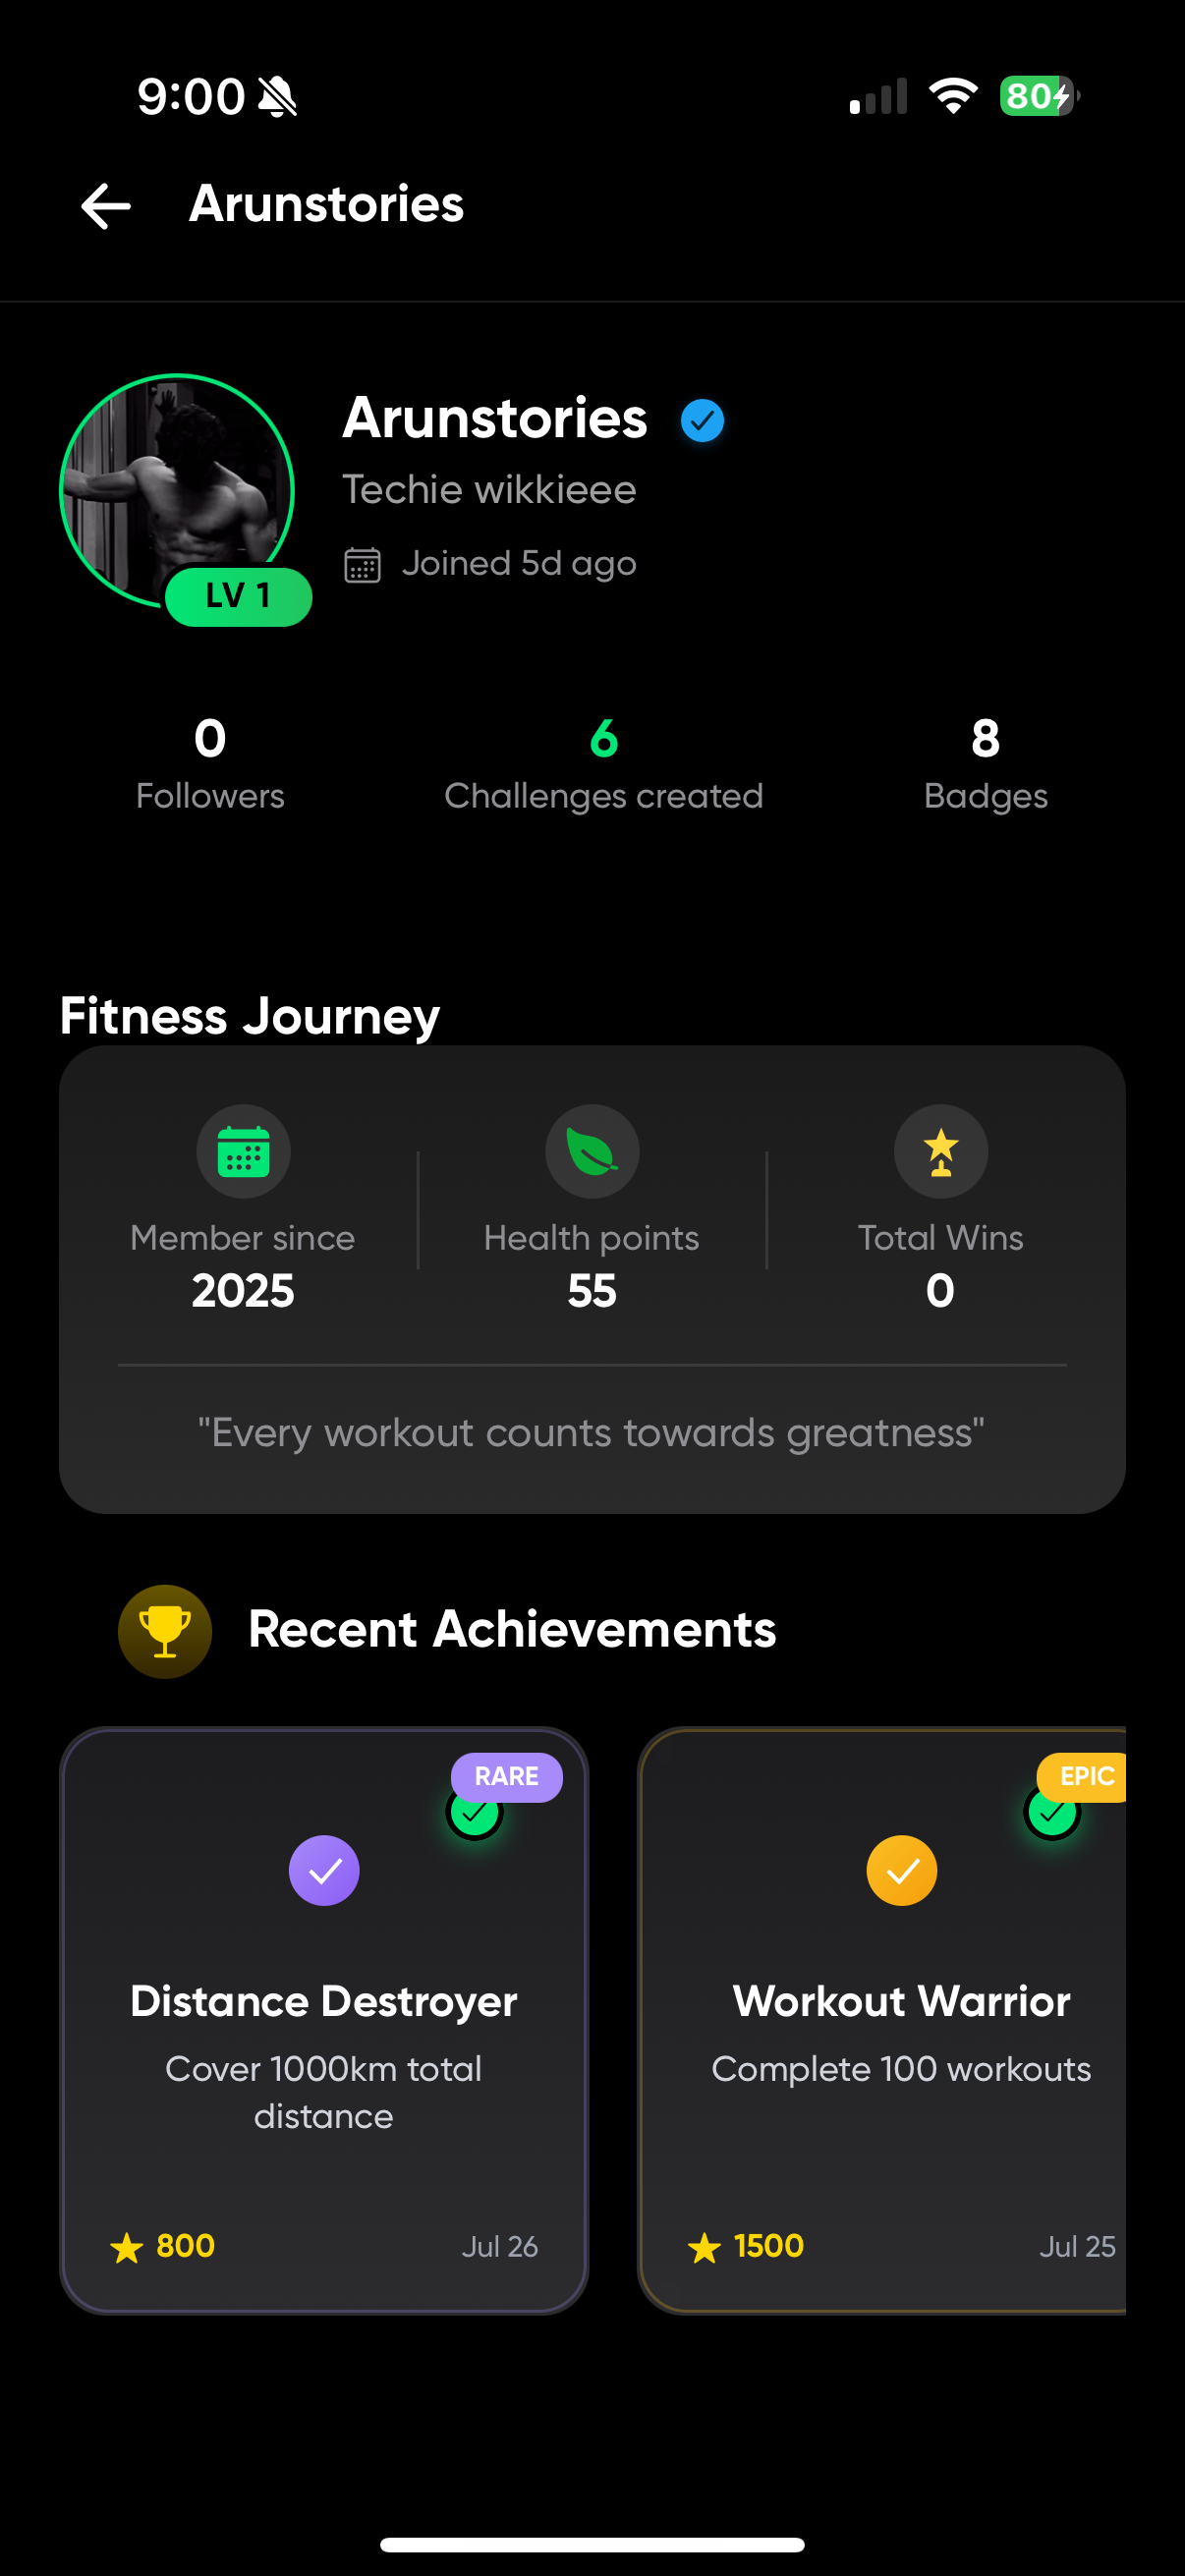 9:00
80
Arunstories
Arunstories
Techie wikkieee
Joined 5d ago
LV 1
0
Followers
6
Challenges created
8
Badges
Fitness Journey
Member since
2025
Health points
55
Total Wins
0
"Every workout counts towards greatness"
Recent Achievements
RARE
Distance Destroyer
Cover 1000km total
distance
800
Jul 26
EPIC
Workout Warrior
Complete 100 workouts
1500
Jul 25